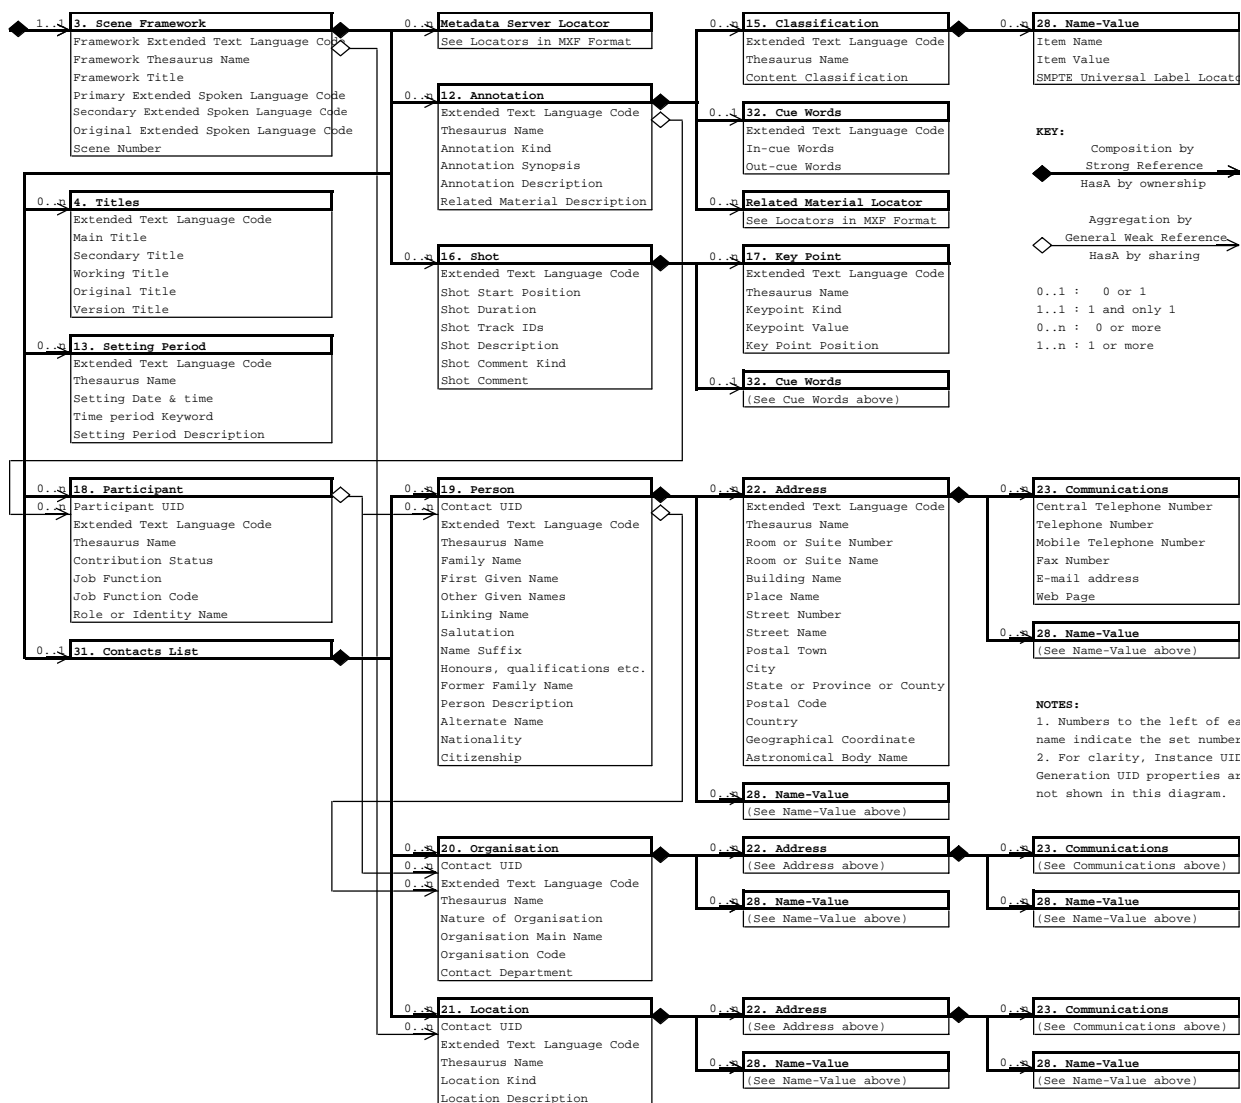 1..1
3. Scene Framework
Framework Extended Text Language Code
Framework Thesaurus Name
Framework Title
Primary Extended Spoken Language Code
Secondary Extended Spoken Language Code
Original Extended Spoken Language Code
Scene Number
0..n
4. Titles
Extended Text Language Code
Main Title
Secondary Title
Working Title
Original Title
Version Title
0..n
13. Setting Period
Extended Text Language Code
Thesaurus Name
Setting Date & time
Time period Keyword
Setting Period Description
0..n
18. Participant
0..n
Participant UID
Extended Text Language Code
Thesaurus Name
Contribution Status
Job Function
Job Function Code
Role or Identity Name
0..1
31. Contacts List
0..n
Metadata Server Locator
See Locators in MXF Format
0..n
12. Annotation
Extended Text Language Code
Thesaurus Name
Annotation Kind
Annotation Synopsis
Annotation Description
Related Material Description
0..n
16. Shot
Extended Text Language Code
Shot Start Position
Shot Duration
Shot Track IDs
Shot Description
Shot Comment Kind
Shot Comment
0..n
19. Person
0..n
Contact UID
Extended Text Language Code
Thesaurus Name
Family Name
First Given Name
Other Given Names
Linking Name
Salutation
Name Suffix
Honours, qualifications etc.
Former Family Name
Person Description
Alternate Name
Nationality
Citizenship
0..n
20. Organisation
0..n
Contact UID
0..n
Extended Text Language Code
Thesaurus Name
Nature of Organisation
Organisation Main Name
Organisation Code
Contact Department
0..n
21. Location
0..n
Contact UID
Extended Text Language Code
Thesaurus Name
Location Kind
Location Description
0..n
15. Classification
Extended Text Language Code
Thesaurus Name
Content Classification
0..1
32. Cue Words
Extended Text Language Code
In-cue Words
Out-cue Words
0..n
Related Material Locator
See Locators in MXF Format
0..n
17. Key Point
Extended Text Language Code
Thesaurus Name
Keypoint Kind
Keypoint Value
Key Point Position
0..1
32. Cue Words
(See Cue Words above)
0..n
22. Address
Extended Text Language Code
Thesaurus Name
Room or Suite Number
Room or Suite Name
Building Name
Place Name
Street Number
Street Name
Postal Town
City
State or Province or County
Postal Code
Country
Geographical Coordinate
Astronomical Body Name
0..n
28. Name-Value
(See Name-Value above)
0..n
22. Address
(See Address above)
0..n
28. Name-Value
(See Name-Value above)
0..n
22. Address
(See Address above)
0..n
28. Name-Value
(See Name-Value above)
0..n
28. Name-Value
Item Name
Item Value
SMPTE Universal Label Locato
KEY:
Composition by
Strong Reference
HasA by ownership
Aggregation by
General Weak Reference
HasA by sharing
0..1 : 0 or 1
1..1 : 1 and only 1
0..n : 0 or more
1..n : 1 or more
0..n
23. Communications
Central Telephone Number
Telephone Number
Mobile Telephone Number
Fax Number
E-mail address
Web Page
0..n
28. Name-Value
(See Name-Value above)
NOTES:
1. Numbers to the left of ea
name indicate the set number
2. For clarity, Instance UID
Generation UID properties ar
not shown in this diagram.
0..n
23. Communications
(See Communications above)
0..n
28. Name-Value
(See Name-Value above)
0..n
23. Communications
(See Communications above)
0..n
28. Name-Value
(See Name-Value above)